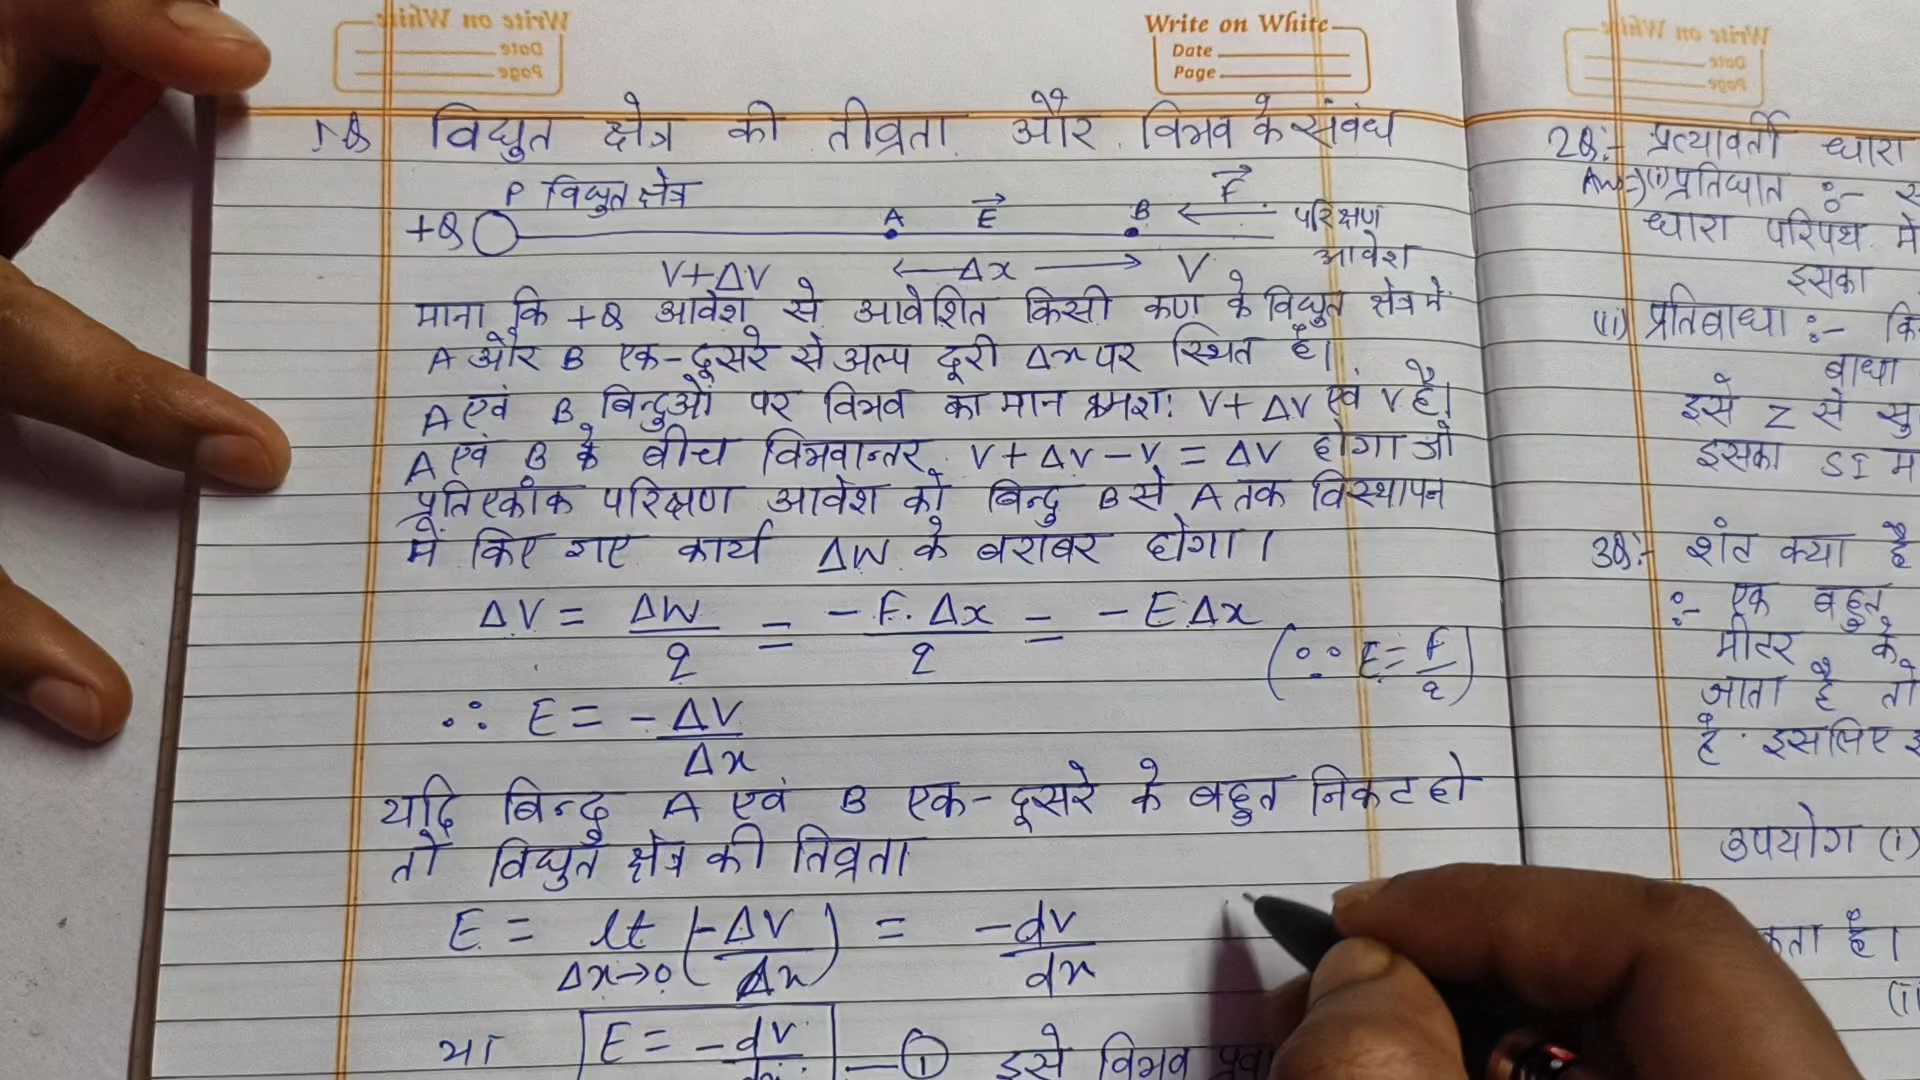 Write on White
Date
Page
1Q विद्युत क्षेत्र की तीव्रता और विभव के संबंध
P विद्युत क्षेत्र
+Q A E B F परिक्षण
आवेश
V+ΔV Δx V
माना कि +Q आवेश से आवेशित किसी कण के विद्युत क्षेत्र में
A और B एक-दूसरे से अल्प दूरी Δx पर स्थित है।
A एवं B बिन्दुओं पर विभव का मान क्रमश: V+ΔV एवं V है।
A एवं B के बीच विभवान्तर V+ΔV-V = ΔV होगा जो
प्रतिएकांक परिक्षण आवेश को बिन्दु B से A तक विस्थापन
में किए गए कार्य ΔW के बराबर होगा।
ΔV = ΔW/q = -F.Δx/q = -EΔx
(∵ E = F/q)
∴ E = -ΔV/Δx
यदि बिन्दु A एवं B एक-दूसरे के बहुत निकट हो
तो विद्युत क्षेत्र की तिव्रता
E = lt Δx→0 (-ΔV/Δx) = -dv/dx
या E = -dv/dx —① इसे विभव
2Q:- प्रत्यावर्ती धारा
Ans⇒(i) प्रतिघात :-
धारा परिपथ में
इसका
(ii) प्रतिबाधा :- कि
बाधा
इसे Z से सु
इसका SI म
3Q:- शंट क्या है
:- एक बहुत
मीटर के
जाता है तो
है इसलिए इ
उपयोग (i)
कता है।
(i